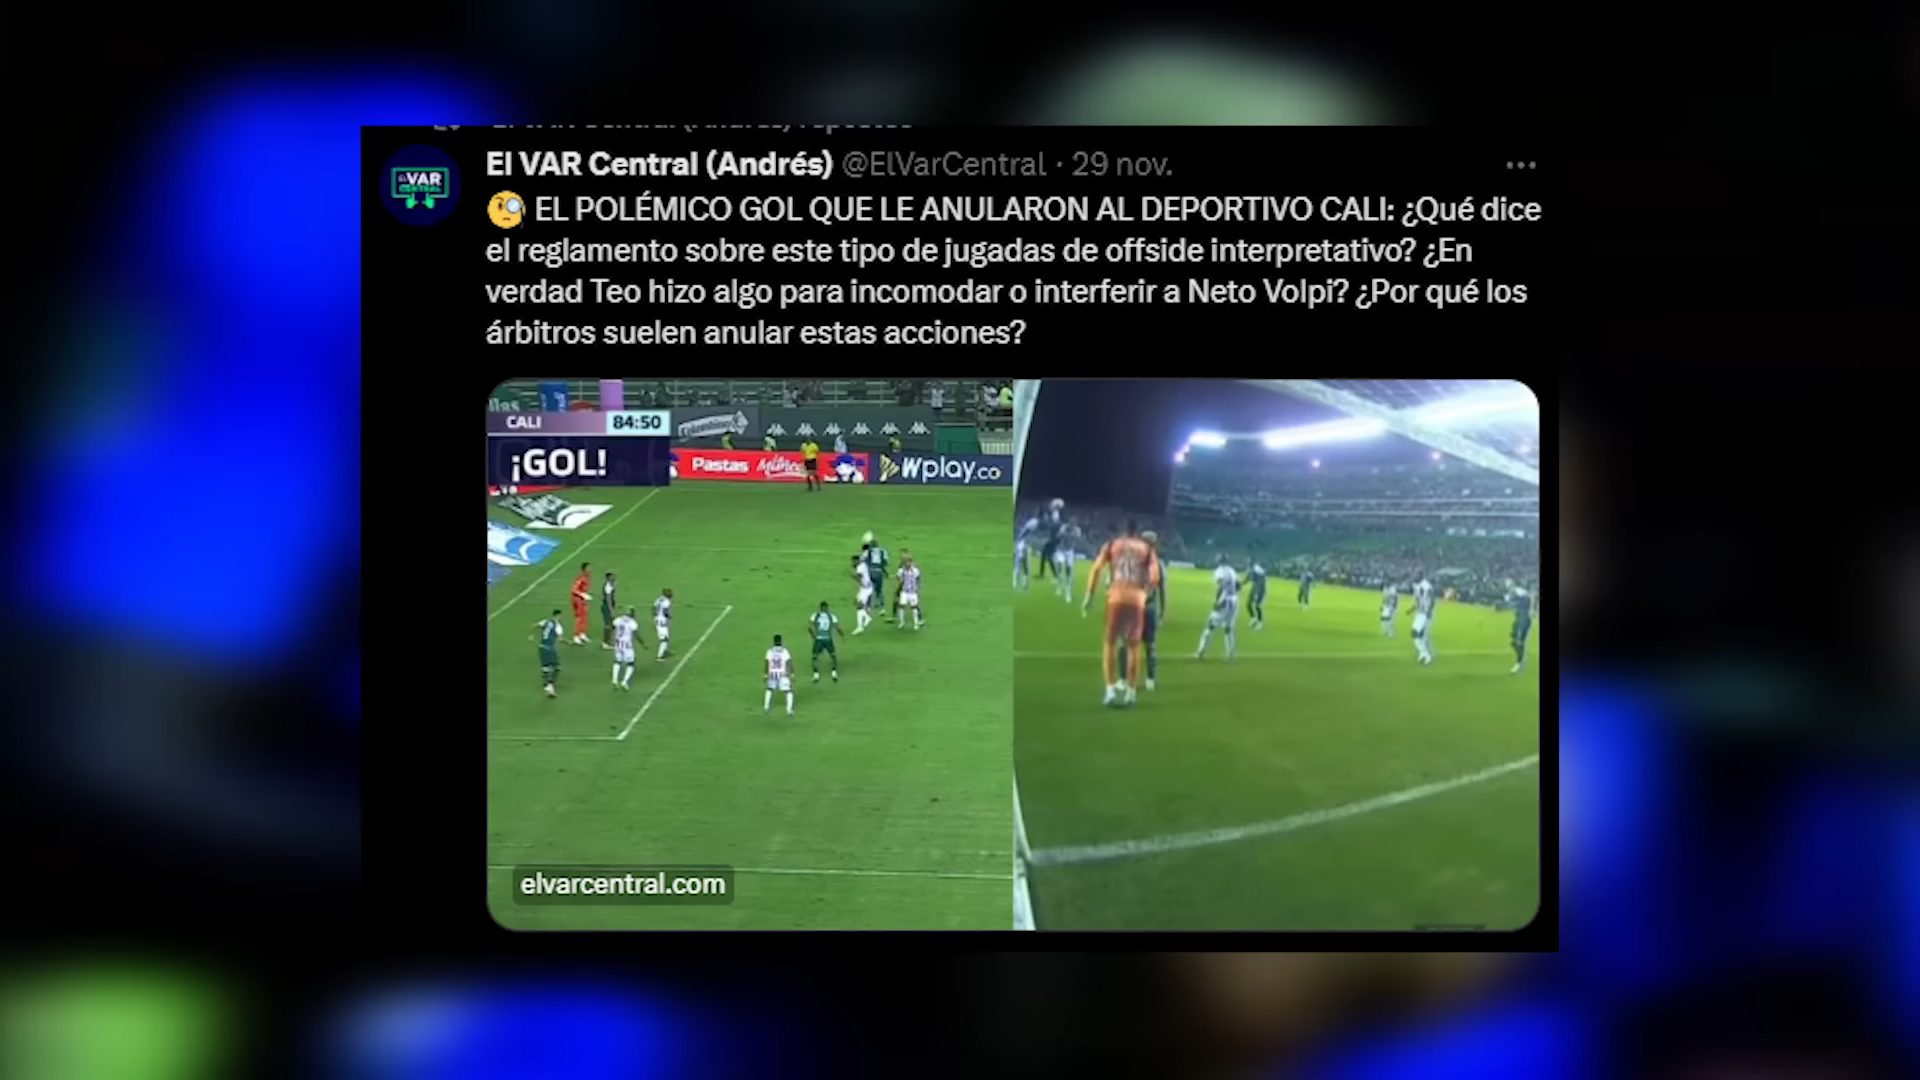 El VAR Central (Andrés) @ElVarCentral · 29 nov.
🧐 EL POLÉMICO GOL QUE LE ANULARON AL DEPORTIVO CALI: ¿Qué dice
el reglamento sobre este tipo de jugadas de offside interpretativo? ¿En
verdad Teo hizo algo para incomodar o interferir a Neto Volpi? ¿Por qué los
árbitros suelen anular estas acciones?
VAR
CENTRAL
CALI 84:50
¡GOL!
Pastas
Wplay.co
elvarcentral.com